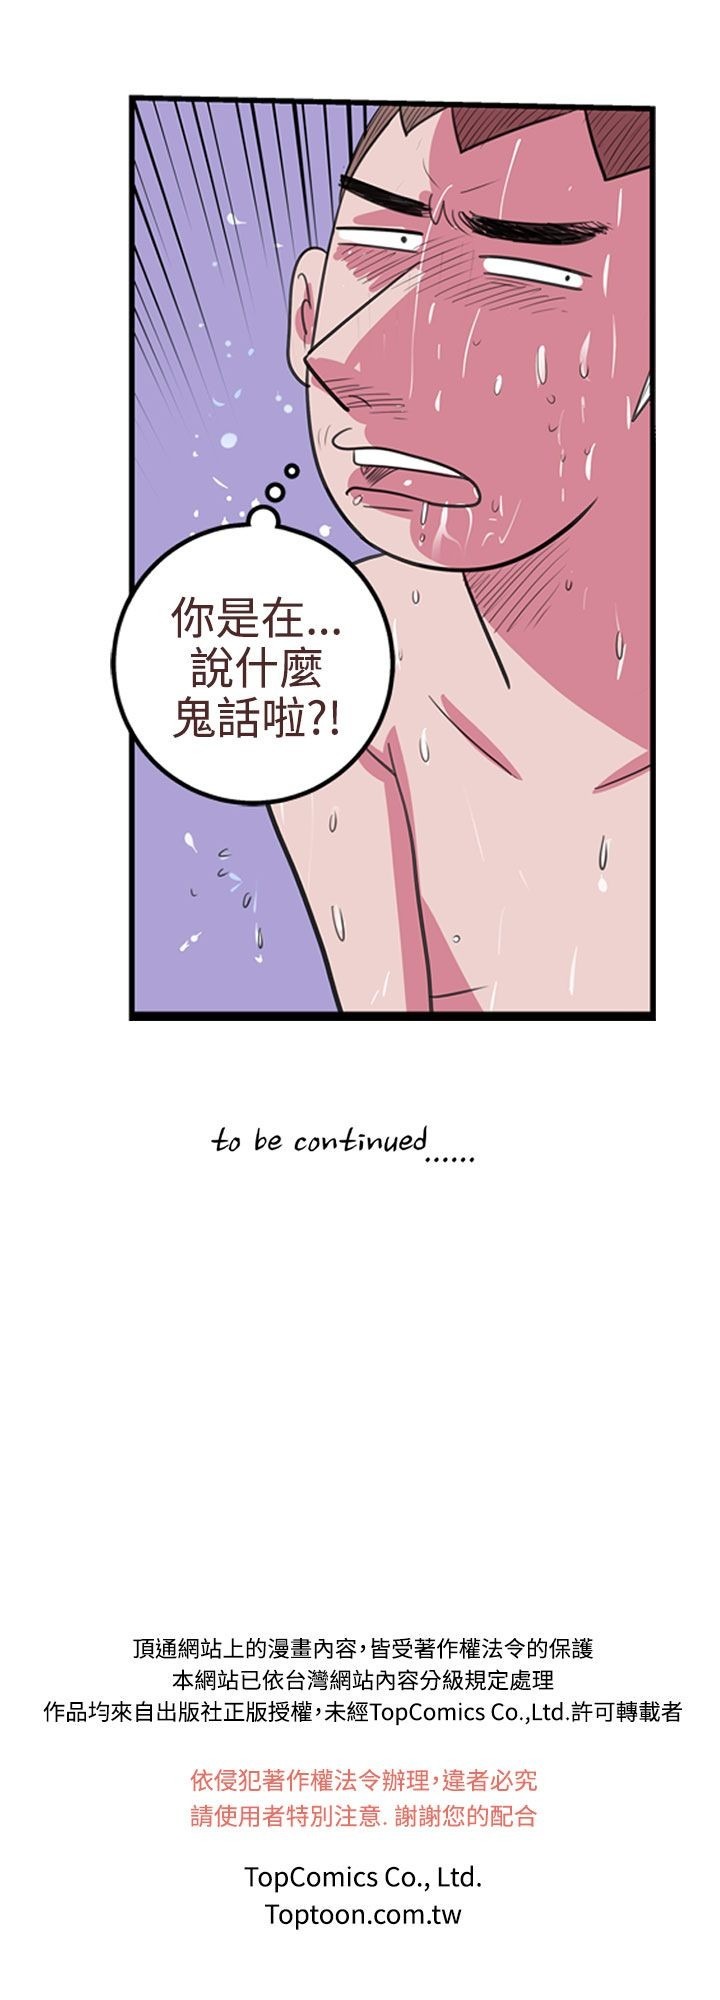 你是在...
說什麼
鬼話啦?!
to be continued......
頂通網站上的漫畫內容，皆受著作權法令的保護
本網站已依台灣網站內容分級規定處理
作品均來自出版社正版授權，未經TopComics Co.,Ltd.許可轉載者
依侵犯著作權法令辦理，違者必究
請使用者特別注意. 謝謝您的配合
TopComics Co., Ltd.
Toptoon.com.tw